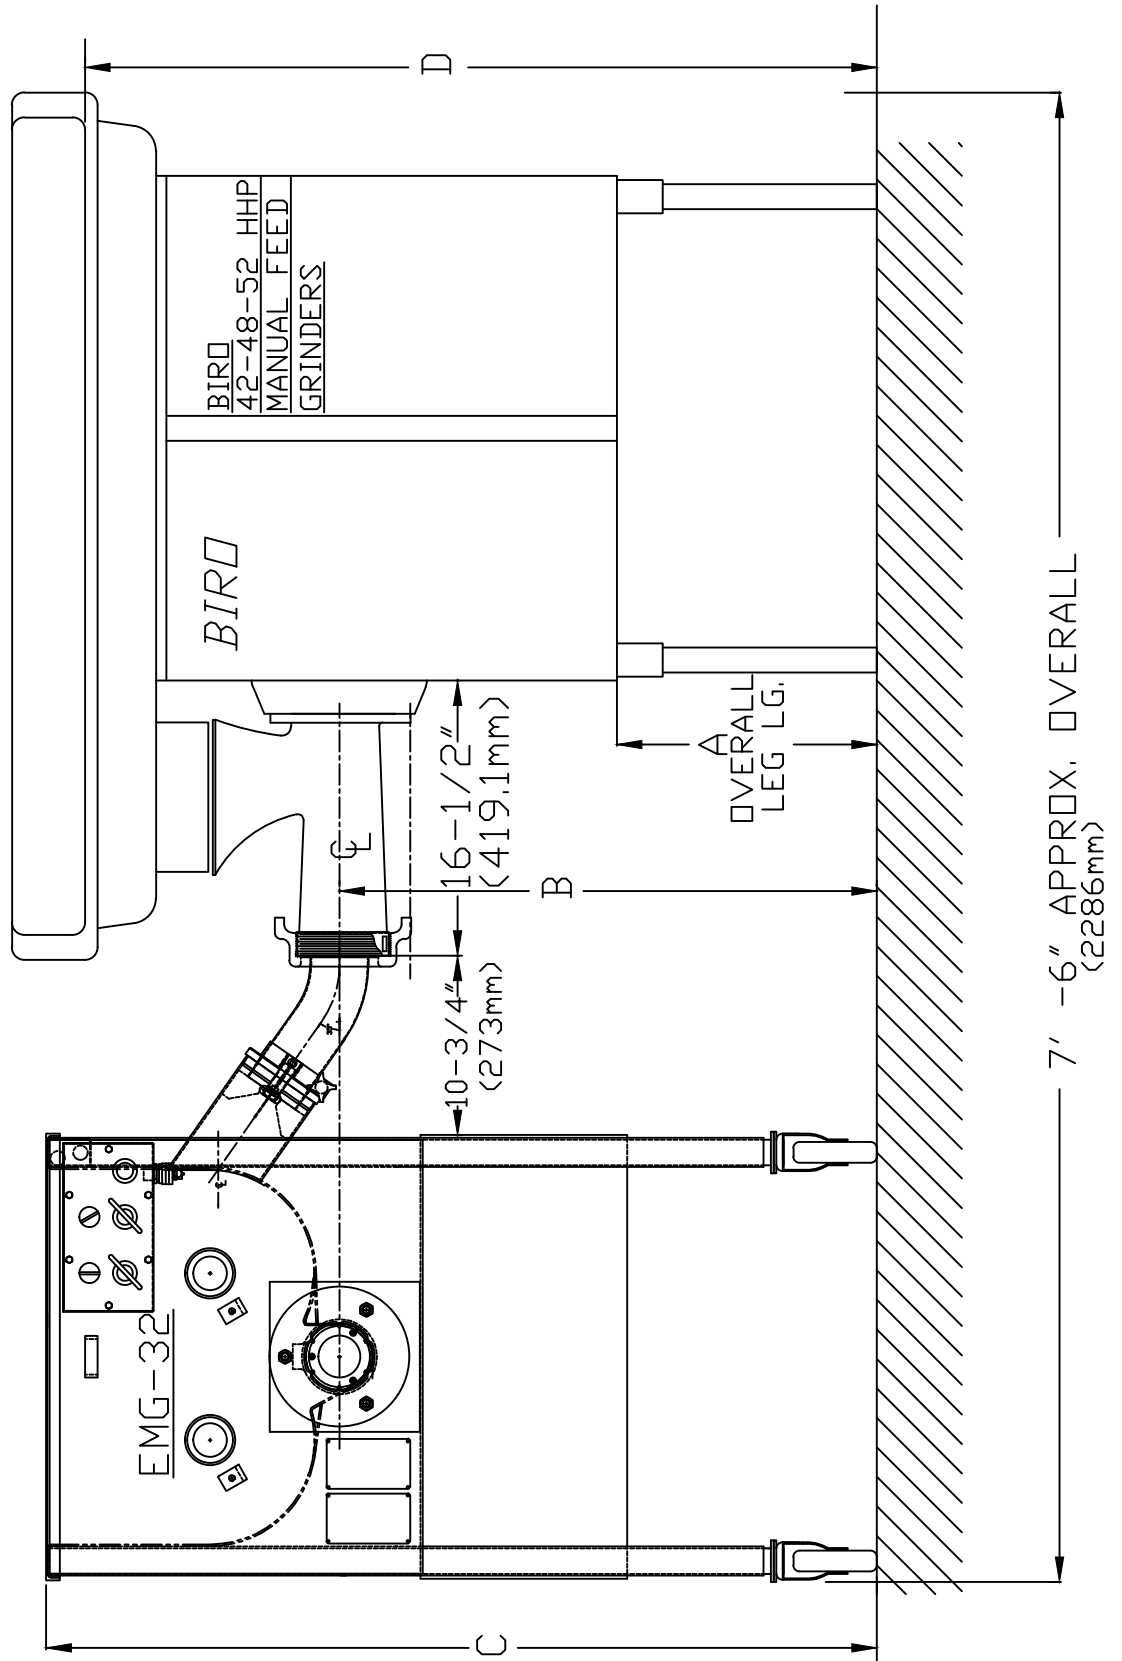 EMG-32
BIRO
BIRO
42-48-52 HHP
MANUAL FEED
GRINDERS
CL
C
10-3/4"
(273mm)
16-1/2"
(419.1mm)
D
B
A
OVERALL
LEG LG.
7' -6" APPROX. OVERALL
(2286mm)